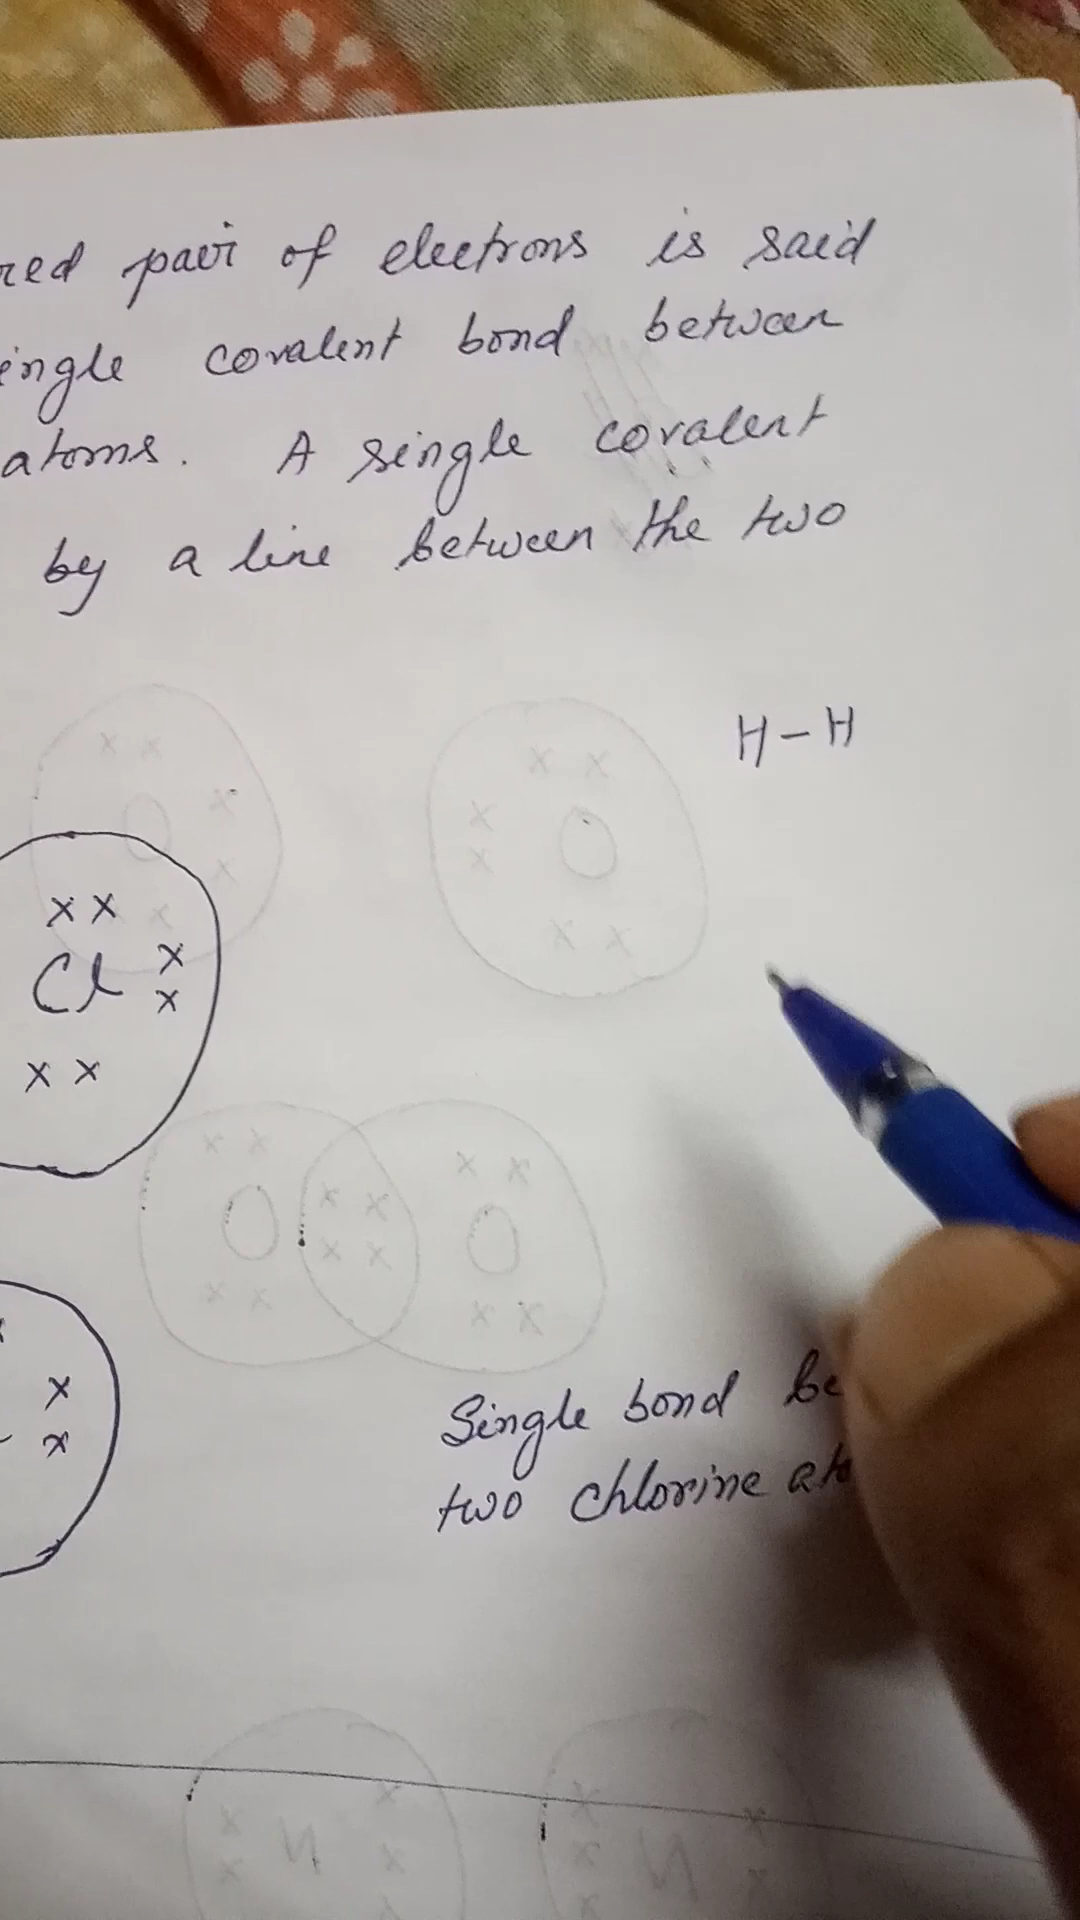 pair of electrons is said
covalent bond between
atoms. A single covalent
by a line between the two
H-H
x x
Cl x
x
x x
x
x
Single bond
two chlorine